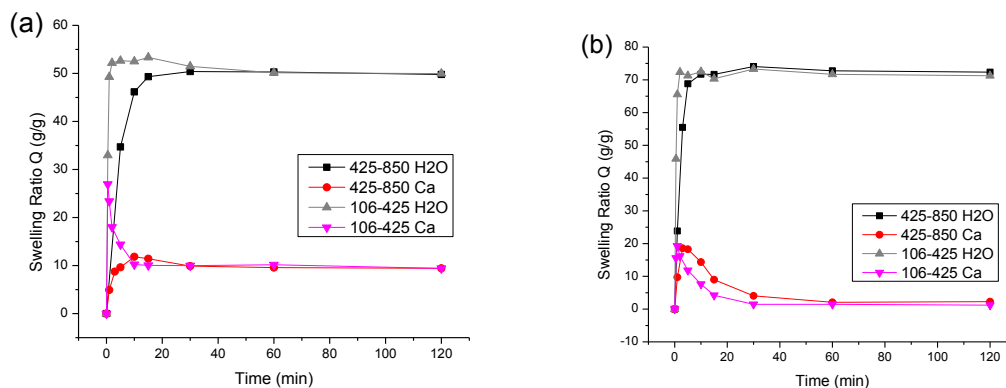 (a)
60
50
40
30
20
10
0
Swelling Ratio Q (g/g)
425-850 H2O
425-850 Ca
106-425 H2O
106-425 Ca
0 20 40 60 80 100 120
Time (min)
(b)
80
70
60
50
40
30
20
10
0
-10
Swelling Ratio Q (g/g)
425-850 H2O
425-850 Ca
106-425 H2O
106-425 Ca
0 20 40 60 80 100 120
Time (min)